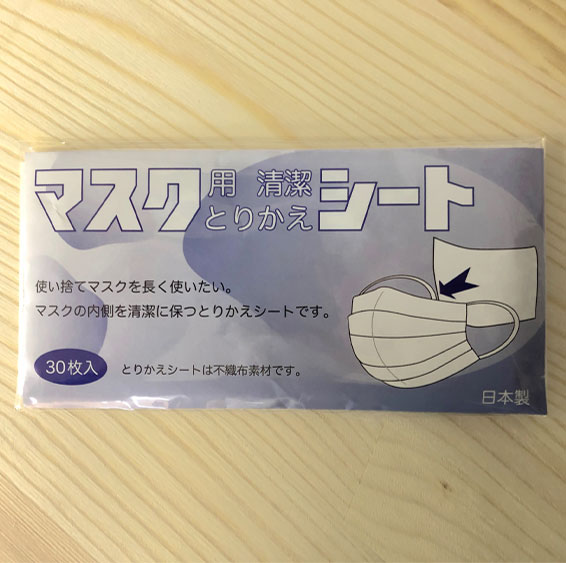 マスク用 清潔とりかえシート
使い捨てマスクを長く使いたい。
マスクの内側を清潔に保つとりかえシートです。
30枚入
とりかえシートは不織布素材です。
日本製